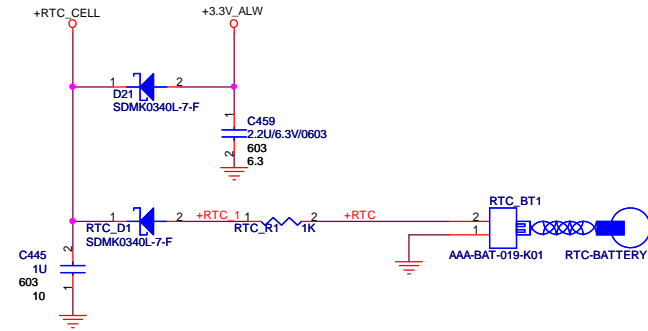 +RTC_CELL
+3.3V_ALW
1
2
D21
SDMK0340L-7-F
1
C459
2.2U/6.3V/0603
2
603
6.3
1
2
+RTC_1
1
2
+RTC
RTC_D1
SDMK0340L-7-F
RTC_R1
1K
RTC_BT1
2
1
AAA-BAT-019-K01
RTC-BATTERY
2
C445
1U
603
1
10